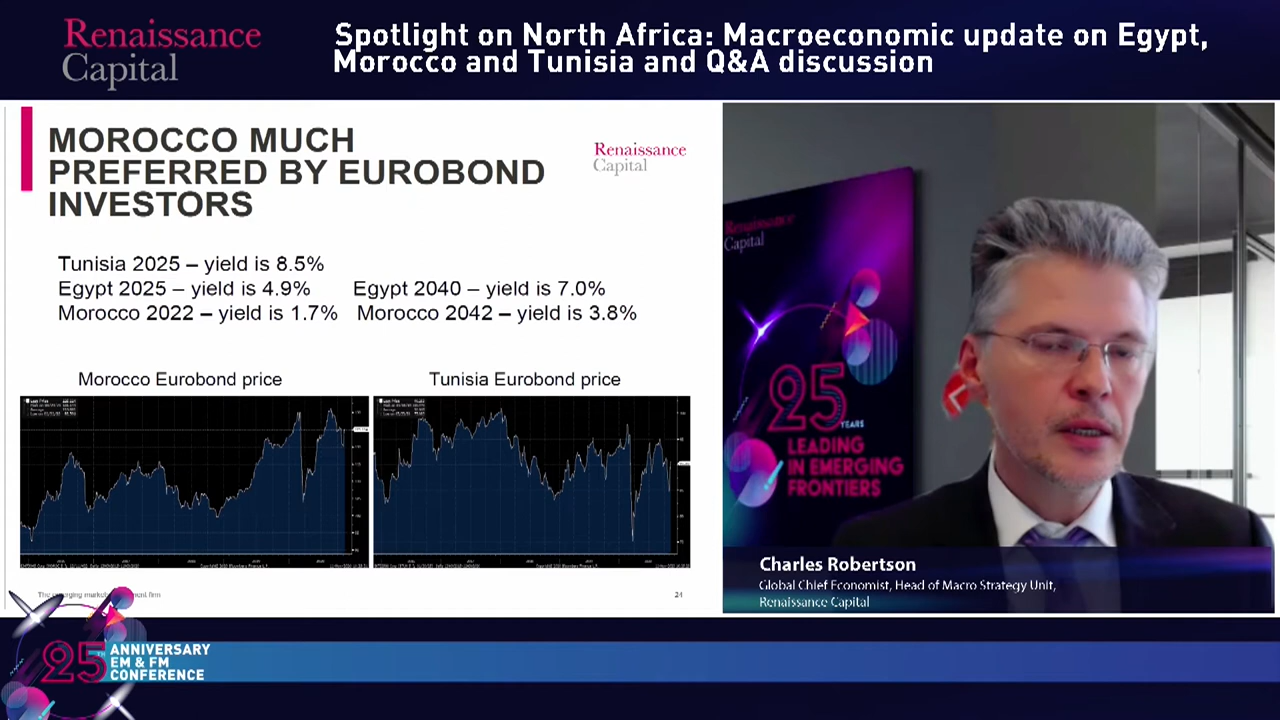 Renaissance
Capital
Spotlight on North Africa: Macroeconomic update on Egypt,
Morocco and Tunisia and Q&A discussion
MOROCCO MUCH
PREFERRED BY EUROBOND
INVESTORS
Renaissance
Capital
Tunisia 2025 – yield is 8.5%
Egypt 2025 – yield is 4.9% Egypt 2040 – yield is 7.0%
Morocco 2022 – yield is 1.7% Morocco 2042 – yield is 3.8%
Morocco Eurobond price
Tunisia Eurobond price
24
Renaissance
Capital
25
YEARS
LEADING
IN EMERGING
FRONTIERS
Charles Robertson
Global Chief Economist, Head of Macro Strategy Unit,
Renaissance Capital
25TH
ANNIVERSARY
EM & FM
CONFERENCE